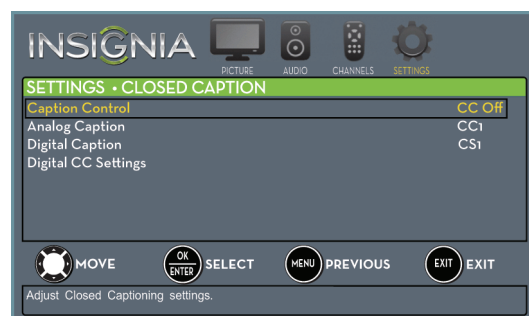 INSIGNIA
PICTURE AUDIO CHANNELS SETTINGS
SETTINGS • CLOSED CAPTION
Caption Control CC Off
Analog Caption CC1
Digital Caption CS1
Digital CC Settings
MOVE OK ENTER SELECT MENU PREVIOUS EXIT EXIT
Adjust Closed Captioning settings.